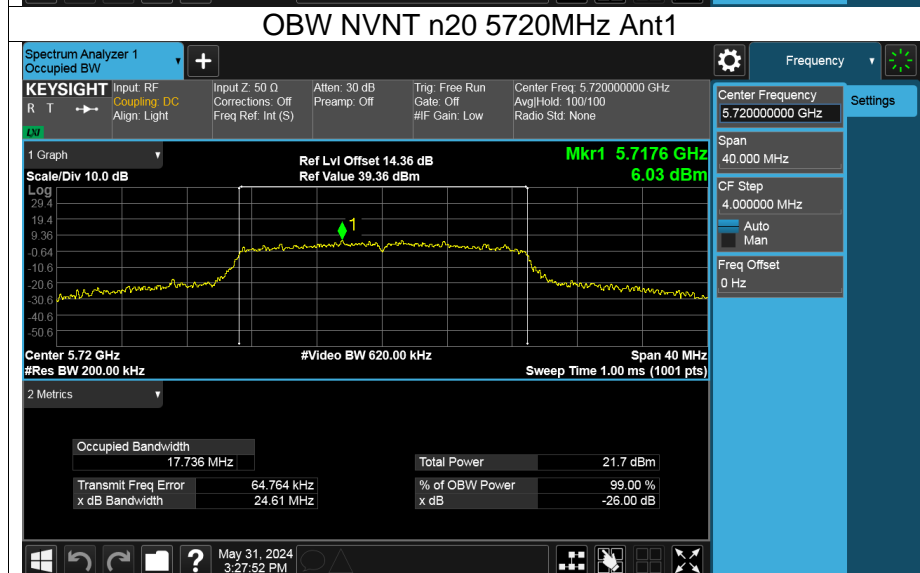 OBW NVNT n20 5720MHz Ant1
Spectrum Analyzer 1
Occupied BW
+
Frequency
KEYSIGHT
R T
LXI
Input: RF
Coupling: DC
Align: Light
Input Z: 50 Ω
Corrections: Off
Freq Ref: Int (S)
Atten: 30 dB
Preamp: Off
Trig: Free Run
Gate: Off
#IF Gain: Low
Center Freq: 5.720000000 GHz
Avg|Hold: 100/100
Radio Std: None
Center Frequency
5.720000000 GHz
Settings
Span
40.000 MHz
CF Step
4.000000 MHz
Auto
Man
Freq Offset
0 Hz
1 Graph
Scale/Div 10.0 dB
Ref Lvl Offset 14.36 dB
Ref Value 39.36 dBm
Mkr1 5.7176 GHz
6.03 dBm
Log
29.4
19.4
9.36
-0.64
-10.6
-20.6
-30.6
-40.6
-50.6
1
Center 5.72 GHz
#Video BW 620.00 kHz
Span 40 MHz
#Res BW 200.00 kHz
Sweep Time 1.00 ms (1001 pts)
2 Metrics
Occupied Bandwidth
17.736 MHz
Total Power 21.7 dBm
Transmit Freq Error 64.764 kHz
% of OBW Power 99.00 %
x dB Bandwidth 24.61 MHz
x dB -26.00 dB
?
May 31, 2024
3:27:52 PM